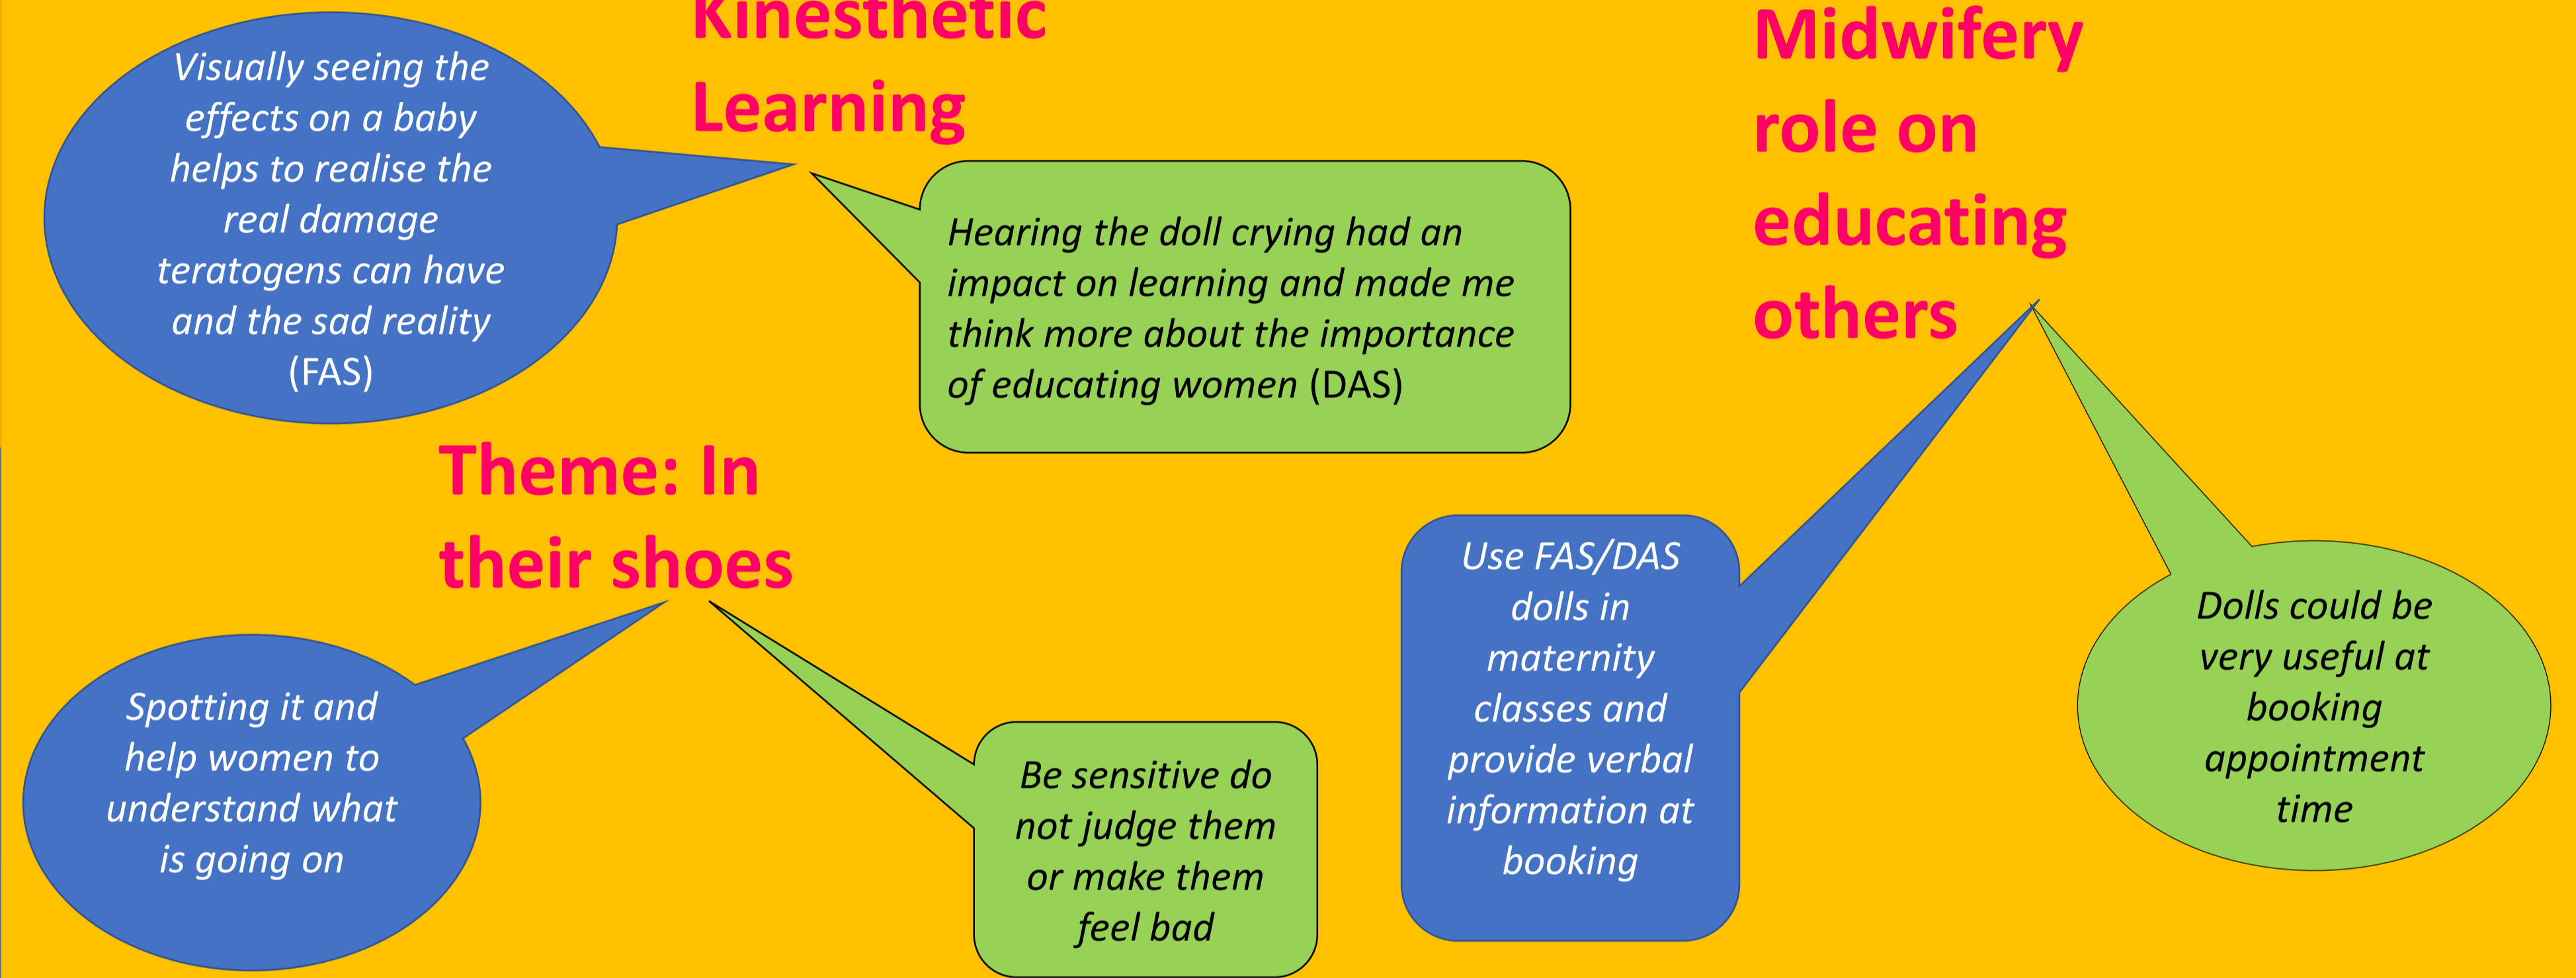 Kinesthetic
Learning
Visually seeing the
effects on a baby
helps to realise the
real damage
teratogens can have
and the sad reality
(FAS)
Hearing the doll crying had an
impact on learning and made me
think more about the importance
of educating women (DAS)
Theme: In
their shoes
Spotting it and
help women to
understand what
is going on
Be sensitive do
not judge them
or make them
feel bad
Midwifery
role on
educating
others
Use FAS/DAS
dolls in
maternity
classes and
provide verbal
information at
booking
Dolls could be
very useful at
booking
appointment
time